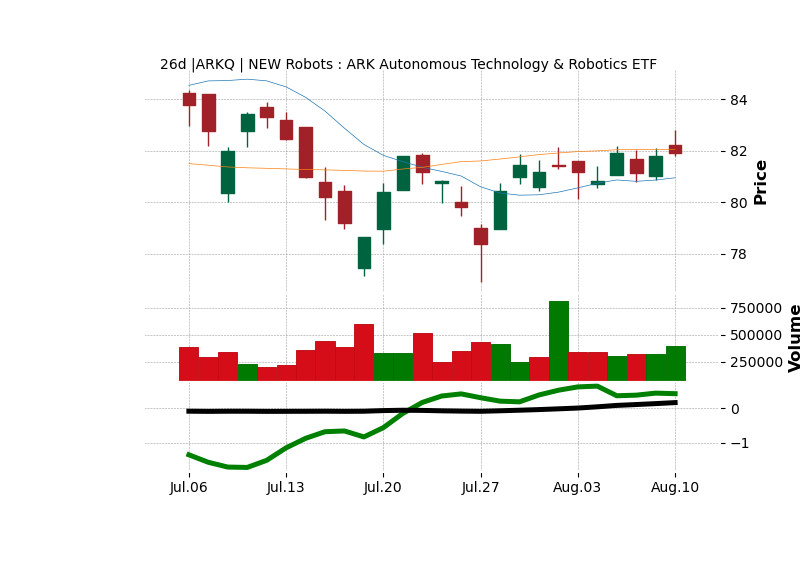 26d |ARKQ | NEW Robots : ARK Autonomous Technology & Robotics ETF
84
82
80
78
Price
750000
500000
250000
Volume
0
−1
Jul.06 Jul.13 Jul.20 Jul.27 Aug.03 Aug.10